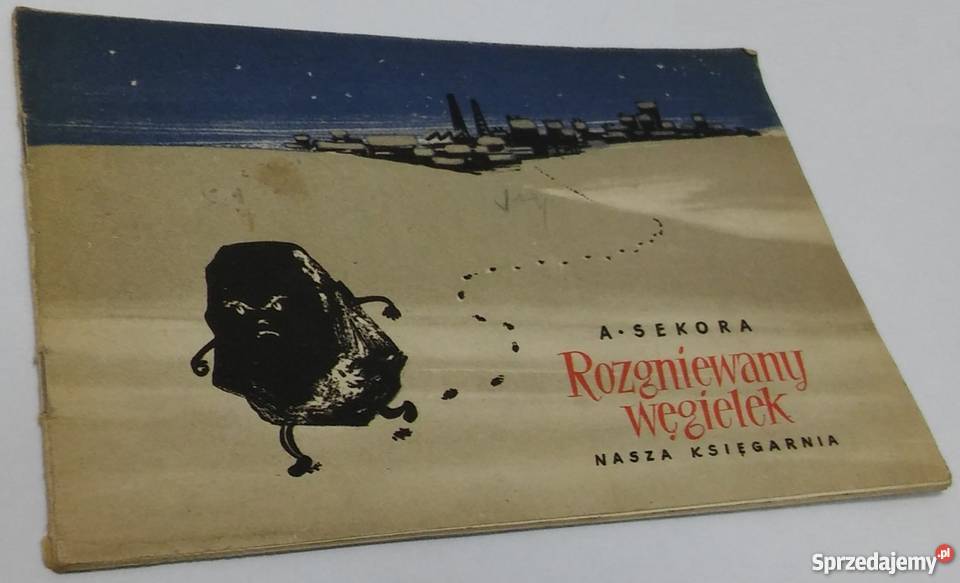 A • SEKORA
Rozgniewany
węgielek
NASZA KSIĘGARNIA
Sprzedajemy.pl